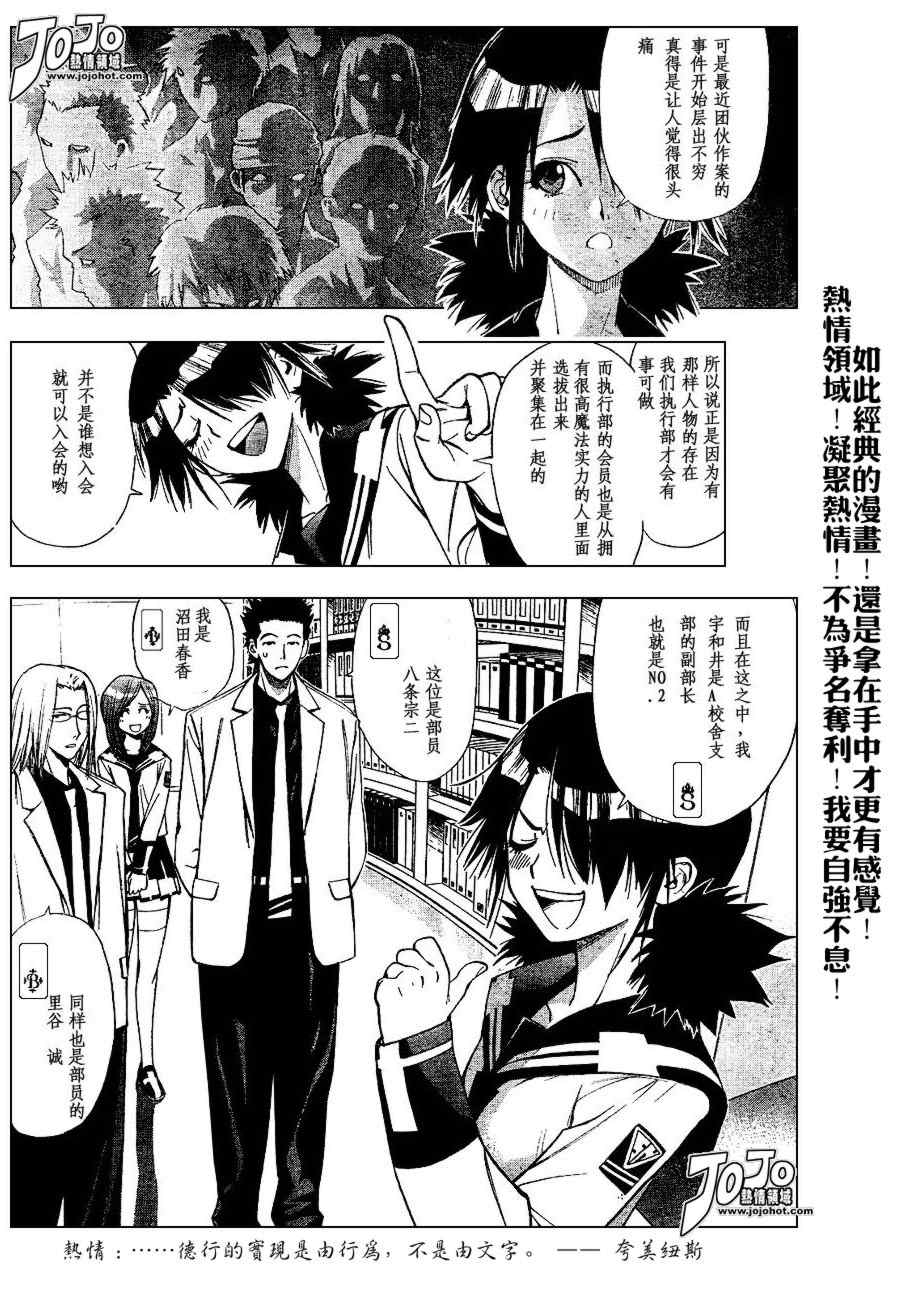 JOJO
熱情領域
www.jojohot.com
可是最近团伙作案的
事件开始层出不穷
真得是让人觉得很头
痛
所以说正是因为有
那样人物的存在
我们执行部才会有
事可做
而执行部的会员也是从拥
有很高魔法实力的人里面
选拔出来
并聚集在一起的
并不是谁想入会
就可以入会的哟
而且在这之中，我
宇和井是A校舍支
部的副部长
也就是NO.2
S
这位是部员
八条宗二
S
我是
沼田春香
B
同样也是部员的
里谷 诚
B
如此經典的漫畫！還是拿在手中才更有感覺！
熱情領域！凝聚熱情！不為爭名奪利！我要自強不息！
JOJO
熱情領域
www.jojohot.com
熱情：……德行的實現是由行爲，不是由文字。 —— 夸美纽斯